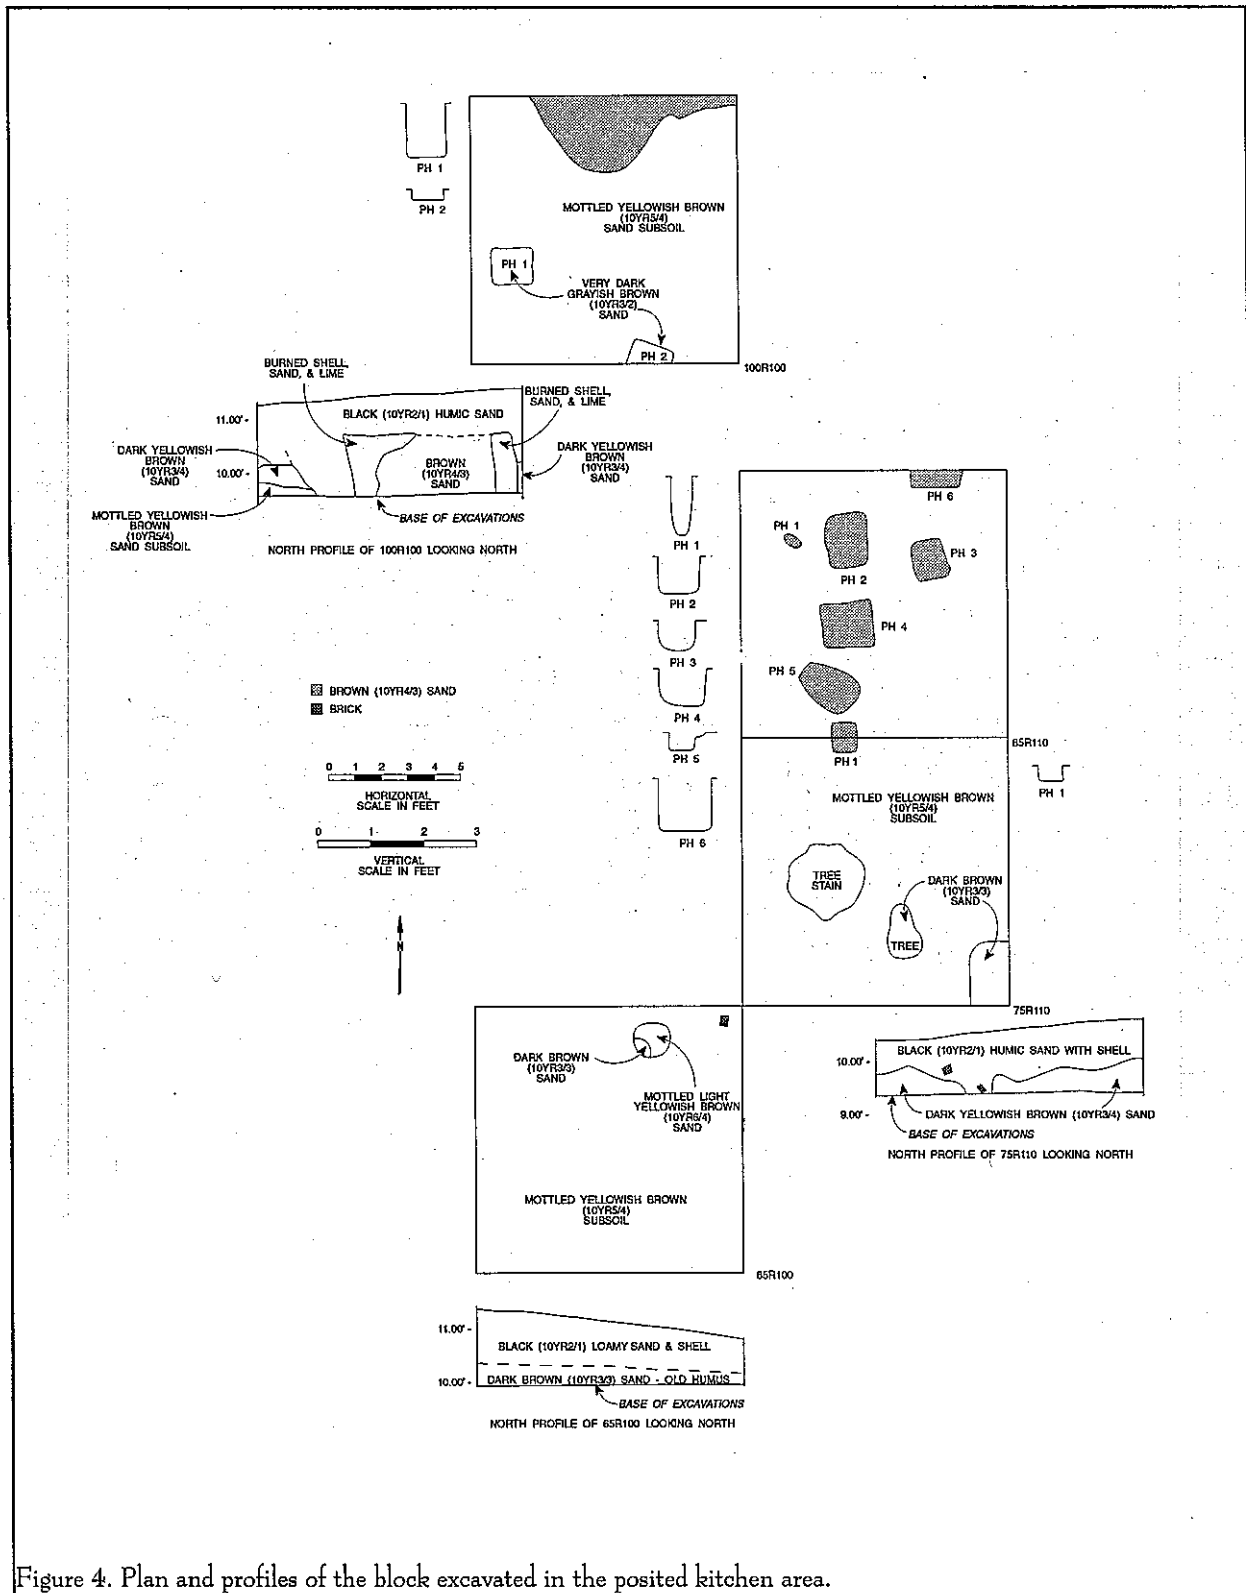 PH 1
PH 2
MOTTLED YELLOWISH BROWN
(10YR5/4)
SAND SUBSOIL
PH 1
VERY DARK
GRAYISH BROWN
(10YR3/2)
SAND
PH 2
100R100
BURNED SHELL,
SAND, & LIME
BURNED SHELL,
SAND, & LIME
11.00'-
BLACK (10YR2/1) HUMIC SAND
DARK YELLOWISH
BROWN
(10YR3/4)
SAND
10.00'-
BROWN
(10YR4/3)
SAND
DARK YELLOWISH
BROWN
(10YR3/4)
SAND
MOTTLED YELLOWISH
BROWN
(10YR5/4)
SAND SUBSOIL
BASE OF EXCAVATIONS
NORTH PROFILE OF 100R100 LOOKING NORTH
PH 1
PH 2
PH 3
PH 4
PH 5
PH 6
PH 6
PH 1
PH 2
PH 3
PH 4
PH 5
85R110
PH 1
PH 1
BROWN (10YR4/3) SAND
BRICK
0 1 2 3 4 5
HORIZONTAL
SCALE IN FEET
0 1 2 3
VERTICAL
SCALE IN FEET
N
MOTTLED YELLOWISH BROWN
(10YR5/4)
SUBSOIL
TREE
STAIN
DARK BROWN
(10YR3/3)
SAND
TREE
75R110
DARK BROWN
(10YR3/3)
SAND
MOTTLED LIGHT
YELLOWISH BROWN
(10YR6/4)
SAND
MOTTLED YELLOWISH BROWN
(10YR5/4)
SUBSOIL
65R100
10.00'-
BLACK (10YR2/1) HUMIC SAND WITH SHELL
9.00'-
DARK YELLOWISH BROWN (10YR3/4) SAND
BASE OF EXCAVATIONS
NORTH PROFILE OF 75R110 LOOKING NORTH
11.00'-
BLACK (10YR2/1) LOAMY SAND & SHELL
10.00'-
DARK BROWN (10YR3/3) SAND - OLD HUMUS
BASE OF EXCAVATIONS
NORTH PROFILE OF 65R100 LOOKING NORTH
Figure 4. Plan and profiles of the block excavated in the posited kitchen area.